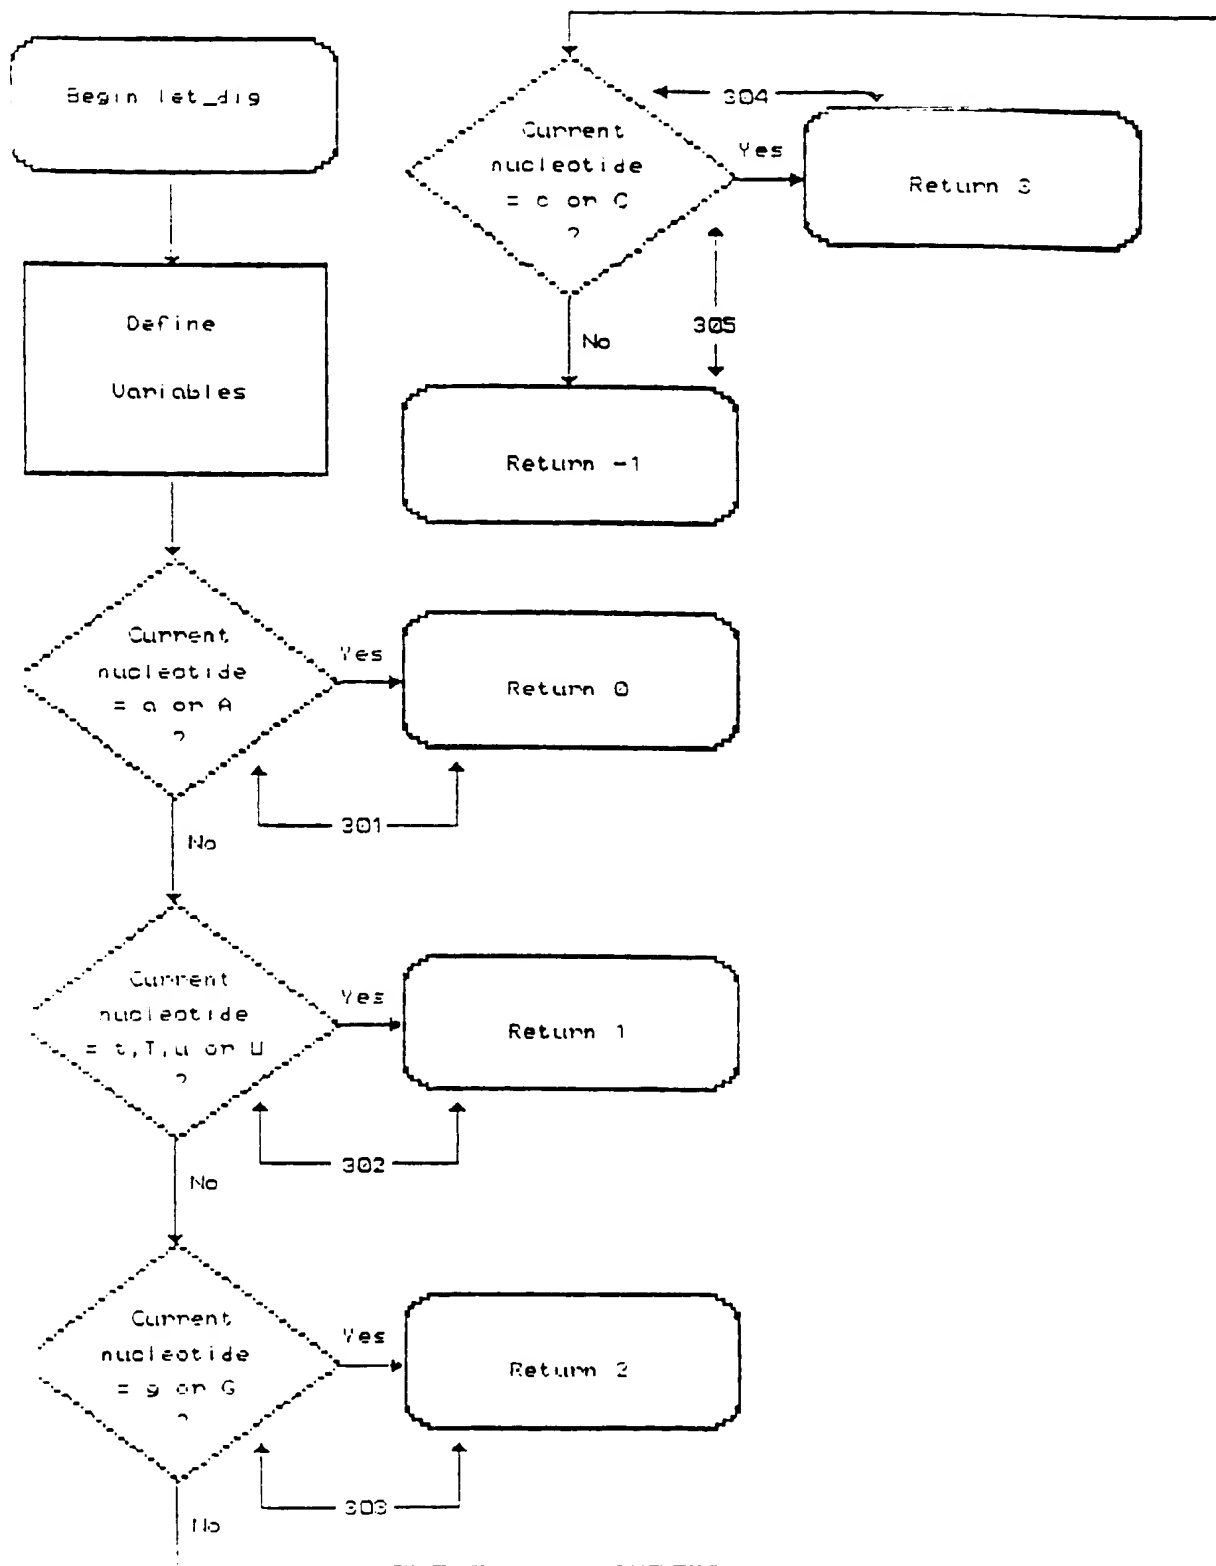 Begin let_dig
Define
Variables
Current
nucleotide
= a or A
?
Yes
Return 0
301
No
Current
nucleotide
= t,T,u or U
?
Yes
Return 1
302
No
Current
nucleotide
= g or G
?
Yes
Return 2
303
No
Current
nucleotide
= c or C
?
304
Yes
Return 3
305
No
Return -1